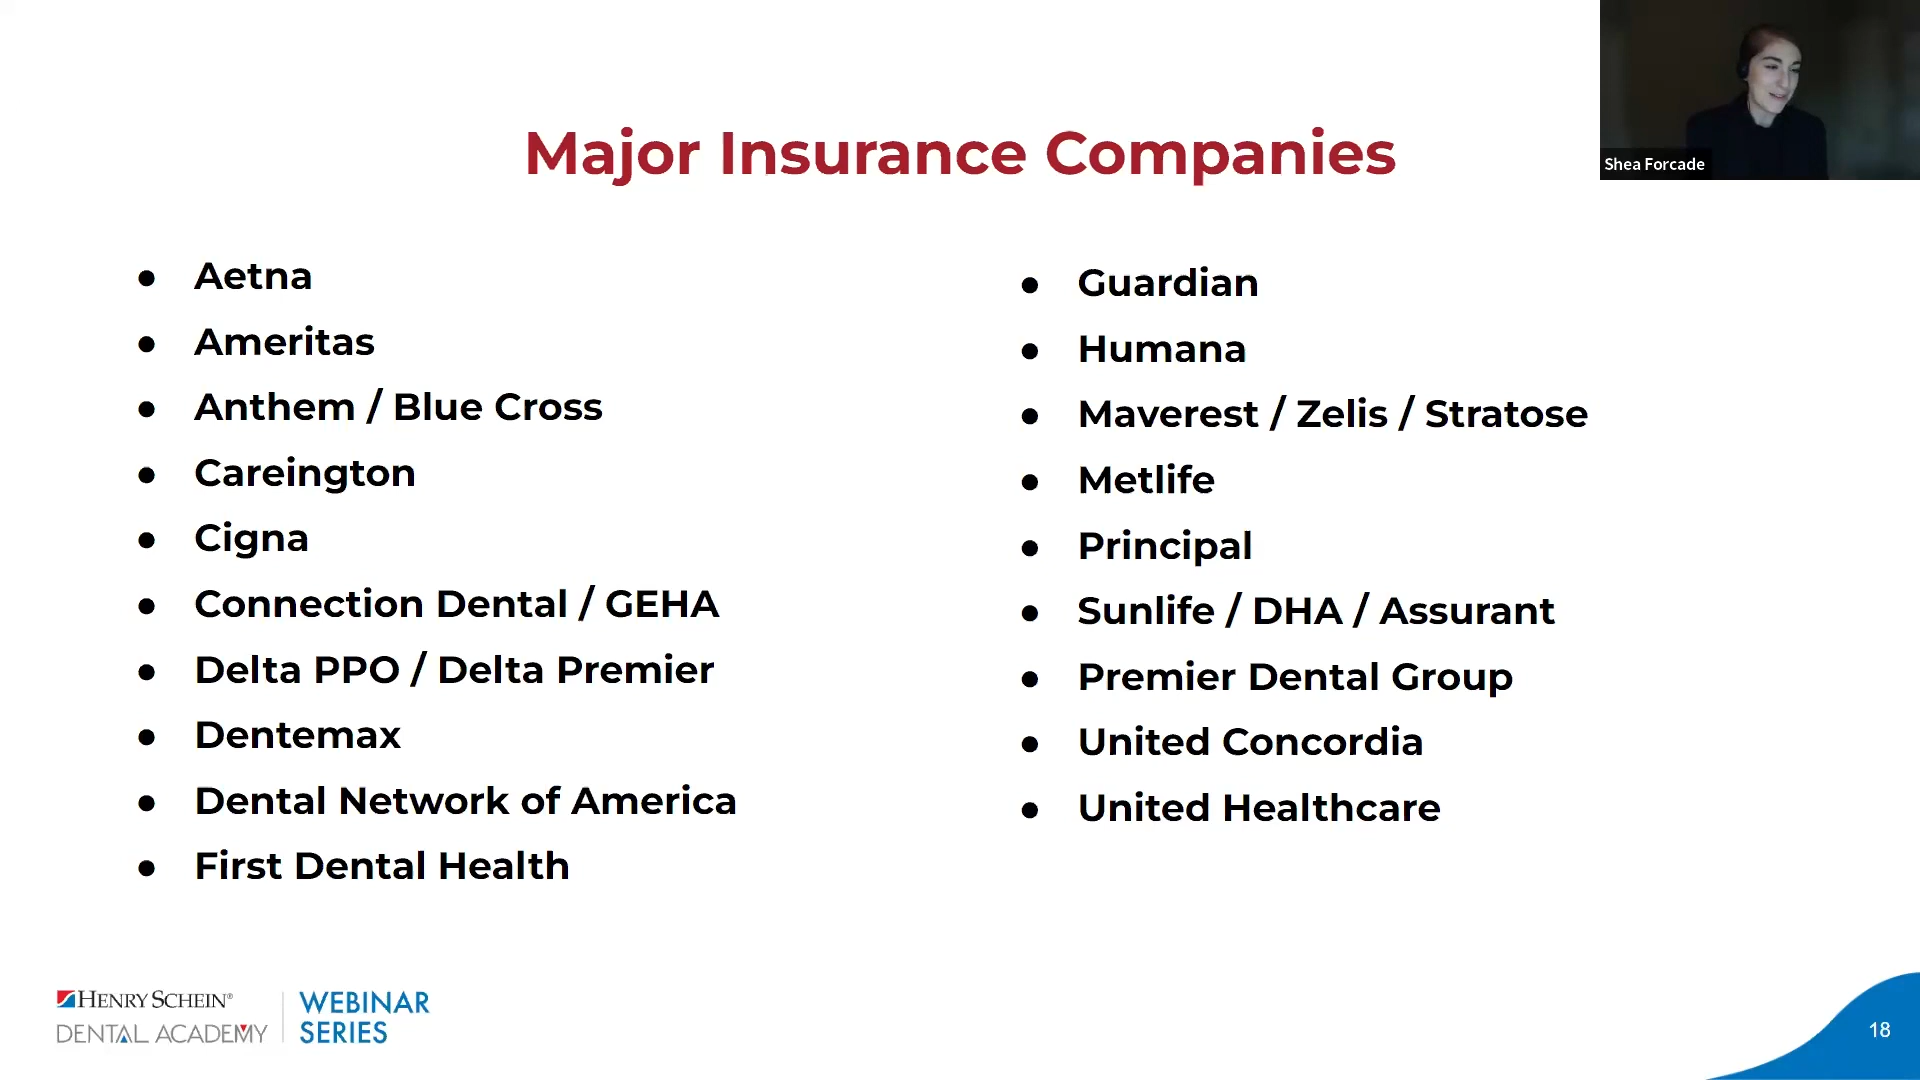 Major Insurance Companies
Shea Forcade
● Aetna
● Ameritas
● Anthem / Blue Cross
● Careington
● Cigna
● Connection Dental / GEHA
● Delta PPO / Delta Premier
● Dentemax
● Dental Network of America
● First Dental Health
● Guardian
● Humana
● Maverest / Zelis / Stratose
● Metlife
● Principal
● Sunlife / DHA / Assurant
● Premier Dental Group
● United Concordia
● United Healthcare
HENRY SCHEIN®
DENTAL ACADEMY
WEBINAR
SERIES
18